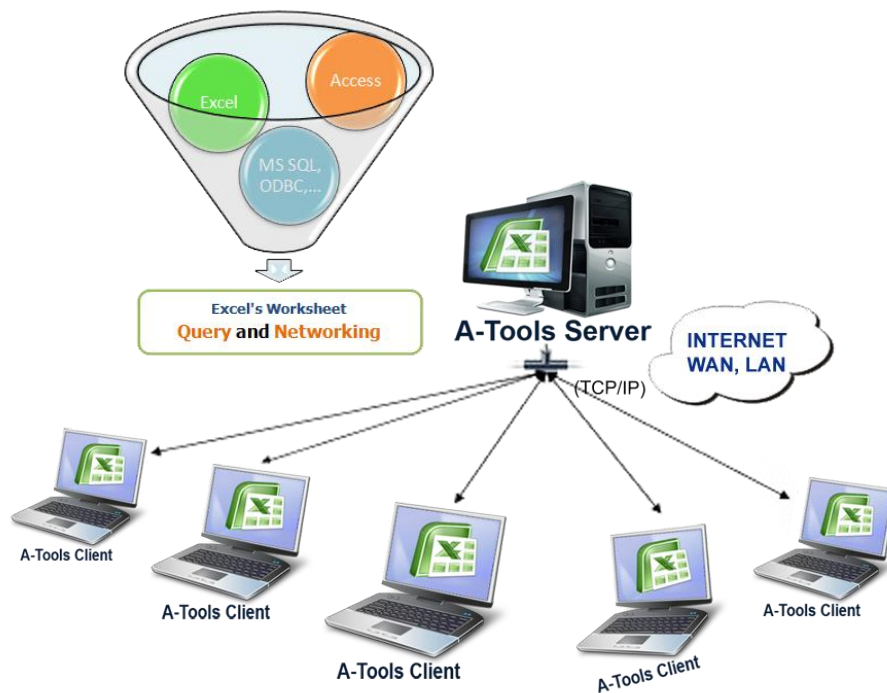 Excel
Access
MS SQL,
ODBC,...
Excel's Worksheet
Query and Networking
A-Tools Server
INTERNET
WAN, LAN
(TCP/IP)
A-Tools Client
A-Tools Client
A-Tools Client
A-Tools Client
A-Tools Client